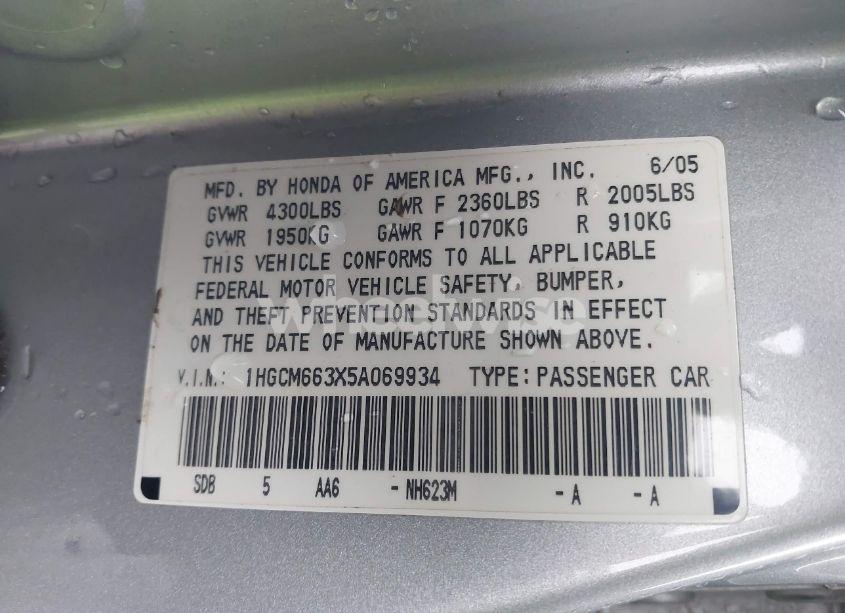 MFD. BY HONDA OF AMERICA MFG., INC. 6/05
GVWR 4300LBS GAWR F 2360LBS R 2005LBS
GVWR 1950KG GAWR F 1070KG R 910KG
THIS VEHICLE CONFORMS TO ALL APPLICABLE
FEDERAL MOTOR VEHICLE SAFETY, BUMPER,
AND THEFT PREVENTION STANDARDS IN EFFECT
ON THE DATE OF MANUFACTURE SHOWN ABOVE.
Wheelwise
V.I.N.: 1HGCM663X5A069934 TYPE: PASSENGER CAR
SDB 5 AA6 - NH623M - A - A